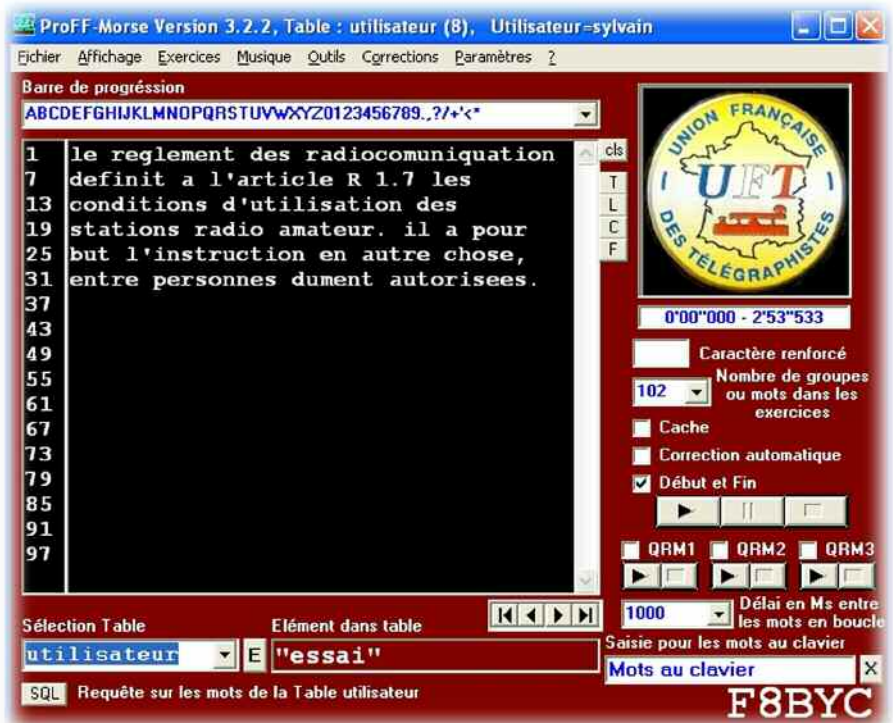 ProFF-Morse Version 3.2.2, Table : utilisateur (8), Utilisateur=sylvain
Fichier Affichage Exercices Musique Outils Corrections Paramètres ?
Barre de progréssion
ABCDEFGHIJKLMNOPQRSTUVWXYZ0123456789.,?/+'<*
cls
1 le reglement des radiocomuniquation
7 definit a l'article R 1.7 les
13 conditions d'utilisation des
19 stations radio amateur. il a pour
25 but l'instruction en autre chose,
31 entre personnes dument autorisees.
37
43
49
55
61
67
73
79
85
91
97
T
L
C
F
UNION FRANÇAISE
UFT
DES TÉLÉGRAPHISTES
0'00"000 - 2'53"533
Caractère renforcé
102 Nombre de groupes
ou mots dans les
exercices
Cache
Correction automatique
Début et Fin
QRM1 QRM2 QRM3
1000 Délai en Ms entre
les mots en boucle
Sélection Table Elément dans table
utilisateur E "essai"
Saisie pour les mots au clavier
Mots au clavier X
SQL Requête sur les mots de la Table utilisateur
F8BYC